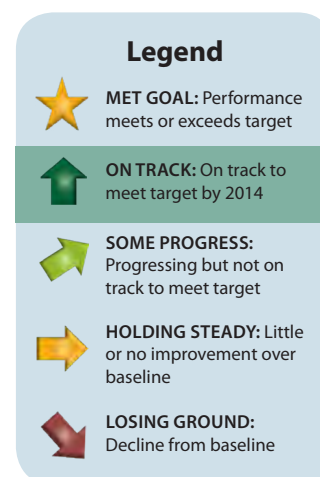 Legend
MET GOAL: Performance
meets or exceeds target
ON TRACK: On track to
meet target by 2014
SOME PROGRESS:
Progressing but not on
track to meet target
HOLDING STEADY: Little
or no improvement over
baseline
LOSING GROUND:
Decline from baseline